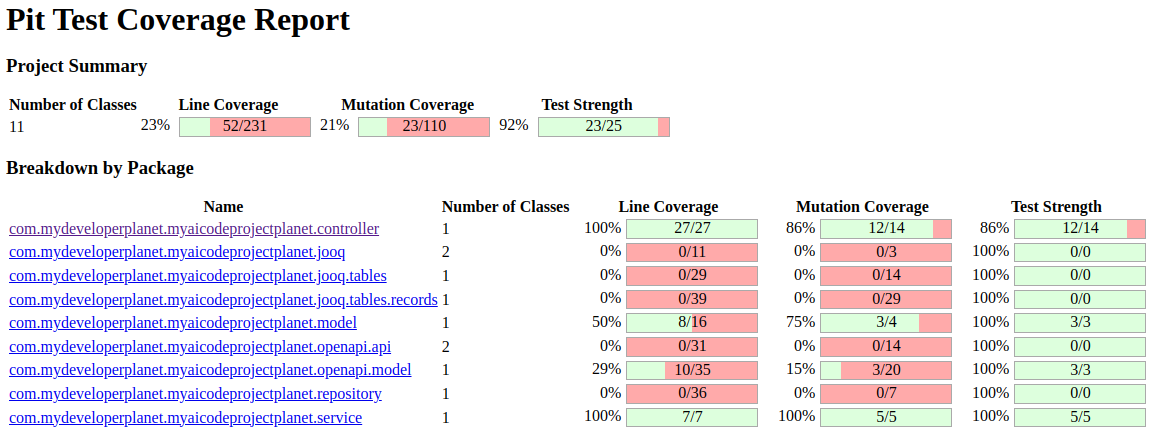 Pit Test Coverage Report
Project Summary
Number of Classes Line Coverage Mutation Coverage Test Strength
11 23% 52/231 21% 23/110 92% 23/25
Breakdown by Package
Name Number of Classes Line Coverage Mutation Coverage Test Strength
com.mydeveloperplanet.myaicodeprojectplanet.controller 1 100% 27/27 86% 12/14 86% 12/14
com.mydeveloperplanet.myaicodeprojectplanet.jooq 2 0% 0/11 0% 0/3 100% 0/0
com.mydeveloperplanet.myaicodeprojectplanet.jooq.tables 1 0% 0/29 0% 0/14 100% 0/0
com.mydeveloperplanet.myaicodeprojectplanet.jooq.tables.records 1 0% 0/39 0% 0/29 100% 0/0
com.mydeveloperplanet.myaicodeprojectplanet.model 1 50% 8/16 75% 3/4 100% 3/3
com.mydeveloperplanet.myaicodeprojectplanet.openapi.api 2 0% 0/31 0% 0/14 100% 0/0
com.mydeveloperplanet.myaicodeprojectplanet.openapi.model 1 29% 10/35 15% 3/20 100% 3/3
com.mydeveloperplanet.myaicodeprojectplanet.repository 1 0% 0/36 0% 0/7 100% 0/0
com.mydeveloperplanet.myaicodeprojectplanet.service 1 100% 7/7 100% 5/5 100% 5/5